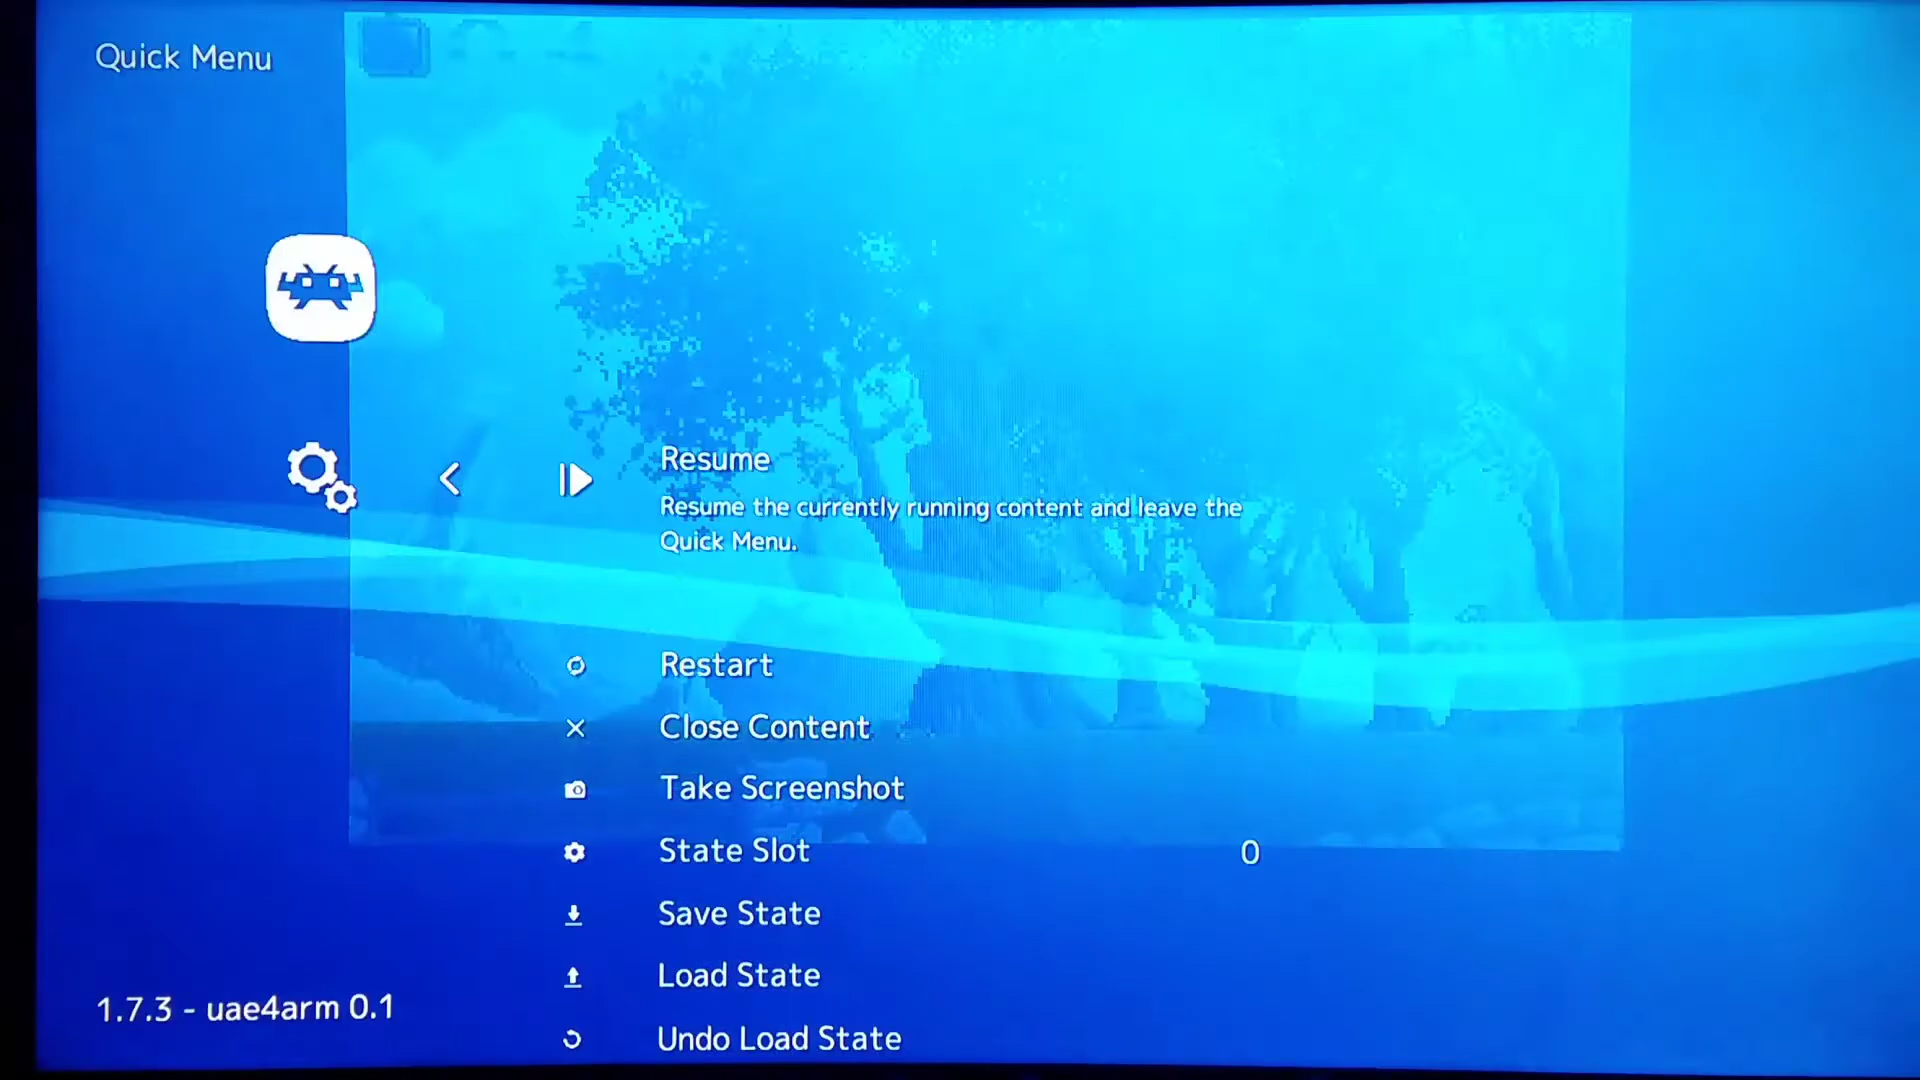 Quick Menu
Resume
Resume the currently running content and leave the
Quick Menu.
Restart
Close Content
Take Screenshot
State Slot 0
Save State
Load State
Undo Load State
1.7.3 - uae4arm 0.1